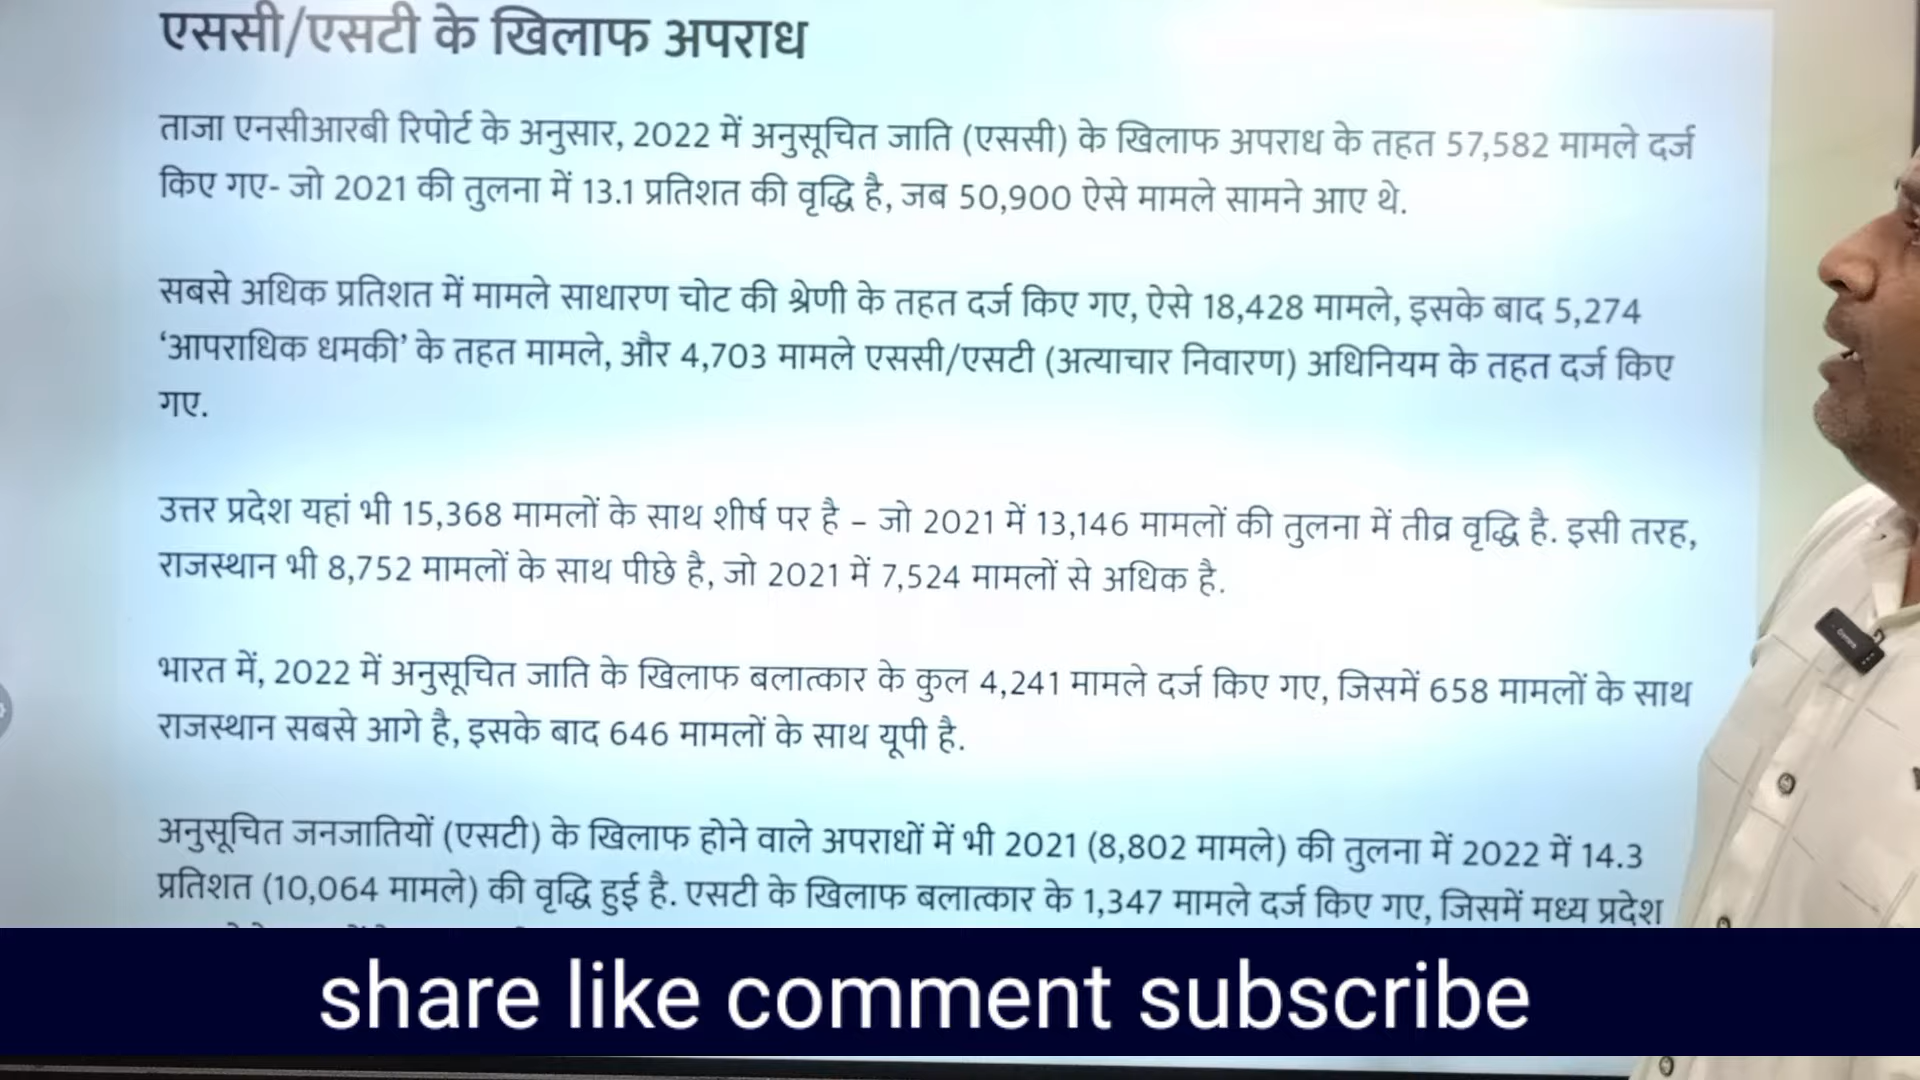 एससी/एसटी के खिलाफ अपराध
ताजा एनसीआरबी रिपोर्ट के अनुसार, 2022 में अनुसूचित जाति (एससी) के खिलाफ अपराध के तहत 57,582 मामले दर्ज
किए गए- जो 2021 की तुलना में 13.1 प्रतिशत की वृद्धि है, जब 50,900 ऐसे मामले सामने आए थे.
सबसे अधिक प्रतिशत में मामले साधारण चोट की श्रेणी के तहत दर्ज किए गए, ऐसे 18,428 मामले, इसके बाद 5,274
‘आपराधिक धमकी’ के तहत मामले, और 4,703 मामले एससी/एसटी (अत्याचार निवारण) अधिनियम के तहत दर्ज किए
गए.
उत्तर प्रदेश यहां भी 15,368 मामलों के साथ शीर्ष पर है – जो 2021 में 13,146 मामलों की तुलना में तीव्र वृद्धि है. इसी तरह,
राजस्थान भी 8,752 मामलों के साथ पीछे है, जो 2021 में 7,524 मामलों से अधिक है.
भारत में, 2022 में अनुसूचित जाति के खिलाफ बलात्कार के कुल 4,241 मामले दर्ज किए गए, जिसमें 658 मामलों के साथ
राजस्थान सबसे आगे है, इसके बाद 646 मामलों के साथ यूपी है.
अनुसूचित जनजातियों (एसटी) के खिलाफ होने वाले अपराधों में भी 2021 (8,802 मामले) की तुलना में 2022 में 14.3
प्रतिशत (10,064 मामले) की वृद्धि हुई है. एसटी के खिलाफ बलात्कार के 1,347 मामले दर्ज किए गए, जिसमें मध्य प्रदेश
share like comment subscribe